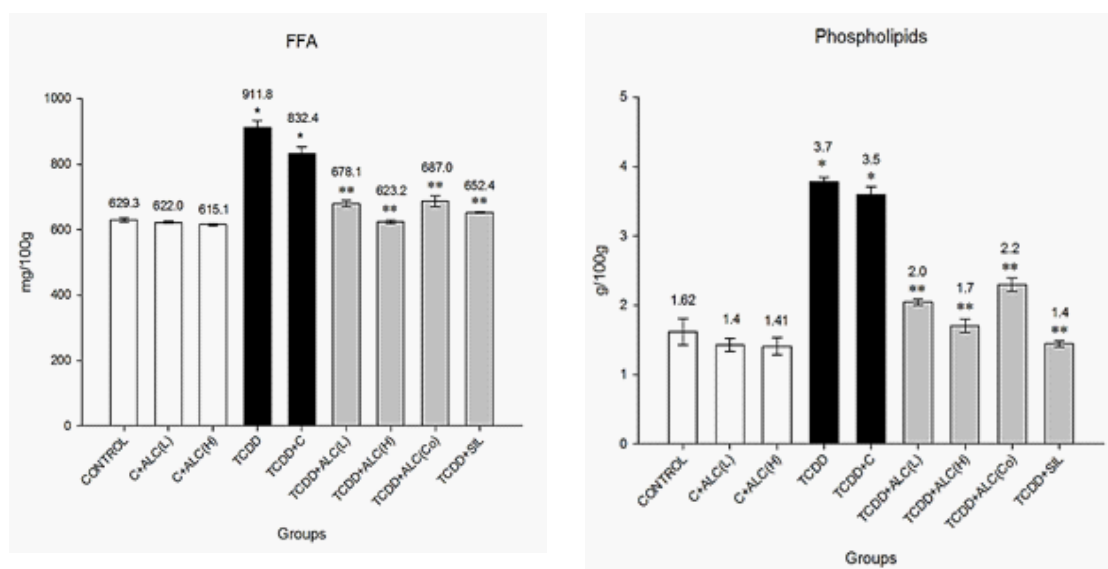 FFA
mg/100g
1000
800
600
400
200
0
629.3
622.0
615.1
911.8
*
832.4
*
678.1
**
623.2
**
687.0
**
652.4
**
CONTROL
C+ALC(L)
C+ALC(H)
TCDD
TCDD+C
TCDD+ALC(L)
TCDD+ALC(H)
TCDD+ALC(Co)
TCDD+SIL
Groups
Phospholipids
g/100g
5
4
3
2
1
0
1.62
1.4
1.41
3.7
*
3.5
*
2.0
**
1.7
**
2.2
**
1.4
**
CONTROL
C+ALC(L)
C+ALC(H)
TCDD
TCDD+C
TCDD+ALC(L)
TCDD+ALC(H)
TCDD+ALC(Co)
TCDD+SIL
Groups